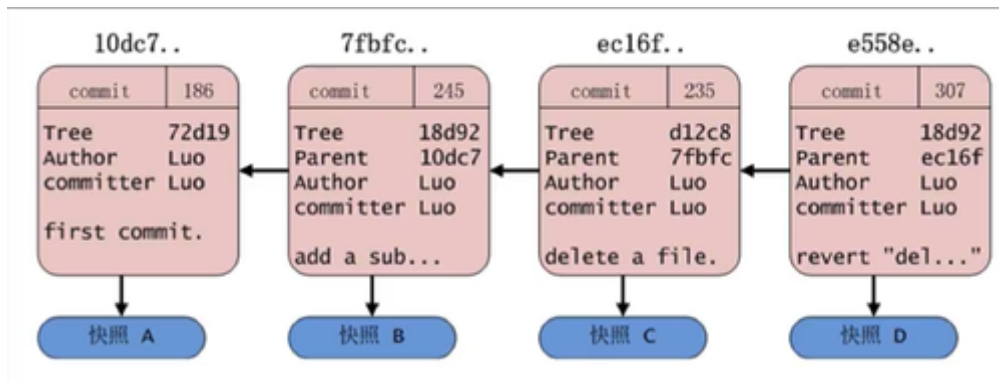 10dc7..
7fbfc..
ec16f..
e558e..
commit 186
Tree 72d19
Author Luo
committer Luo
first commit.
commit 245
Tree 18d92
Parent 10dc7
Author Luo
committer Luo
add a sub...
commit 235
Tree d12c8
Parent 7fbfc
Author Luo
committer Luo
delete a file.
commit 307
Tree 18d92
Parent ec16f
Author Luo
committer Luo
revert "del..."
快照 A
快照 B
快照 C
快照 D